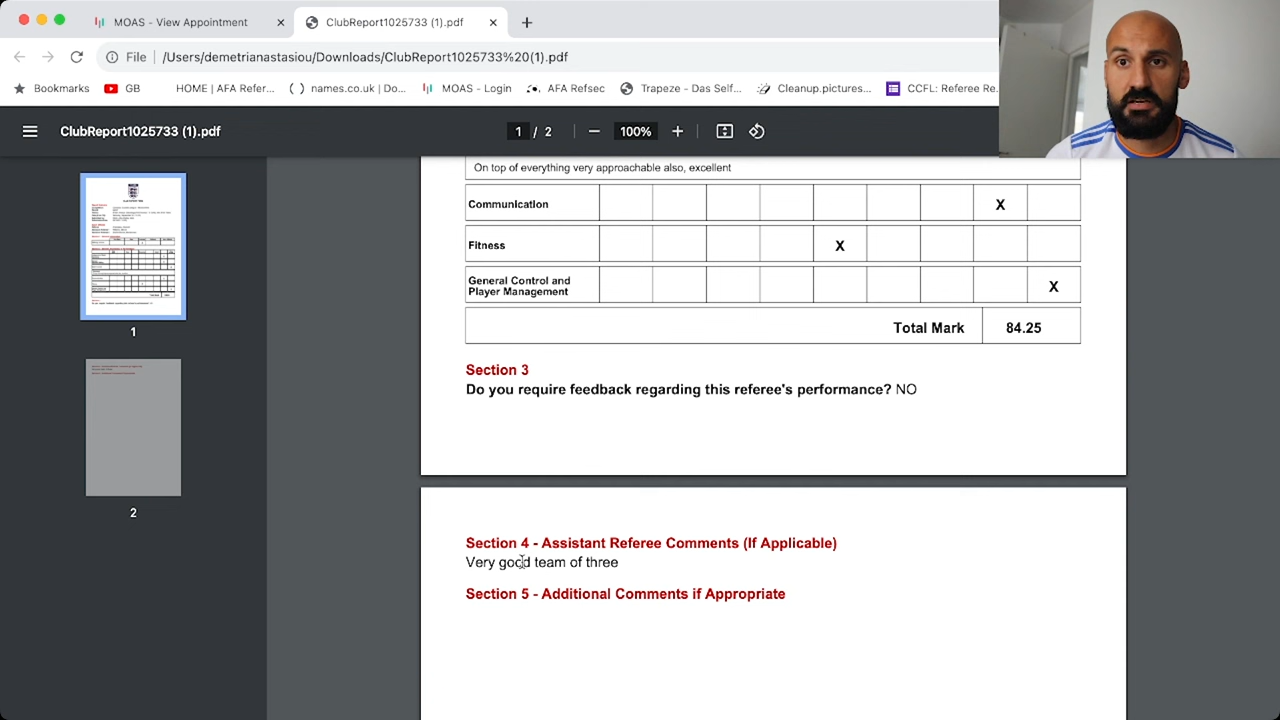 MOAS - View Appointment
ClubReport1025733 (1).pdf
File /Users/demetrianastasiou/Downloads/ClubReport1025733%20(1).pdf
Bookmarks GB HOME | AFA Refer... names.co.uk | Do... MOAS - Login AFA Refsec Trapeze - Das Self... Cleanup.pictures... CCFL: Referee Re...
ClubReport1025733 (1).pdf 1 / 2 100%
On top of everything very approachable also, excellent
Communication X
Fitness X
General Control and
Player Management X
Total Mark 84.25
Section 3
Do you require feedback regarding this referee's performance? NO
1
2
Section 4 - Assistant Referee Comments (If Applicable)
Very good team of three
Section 5 - Additional Comments if Appropriate